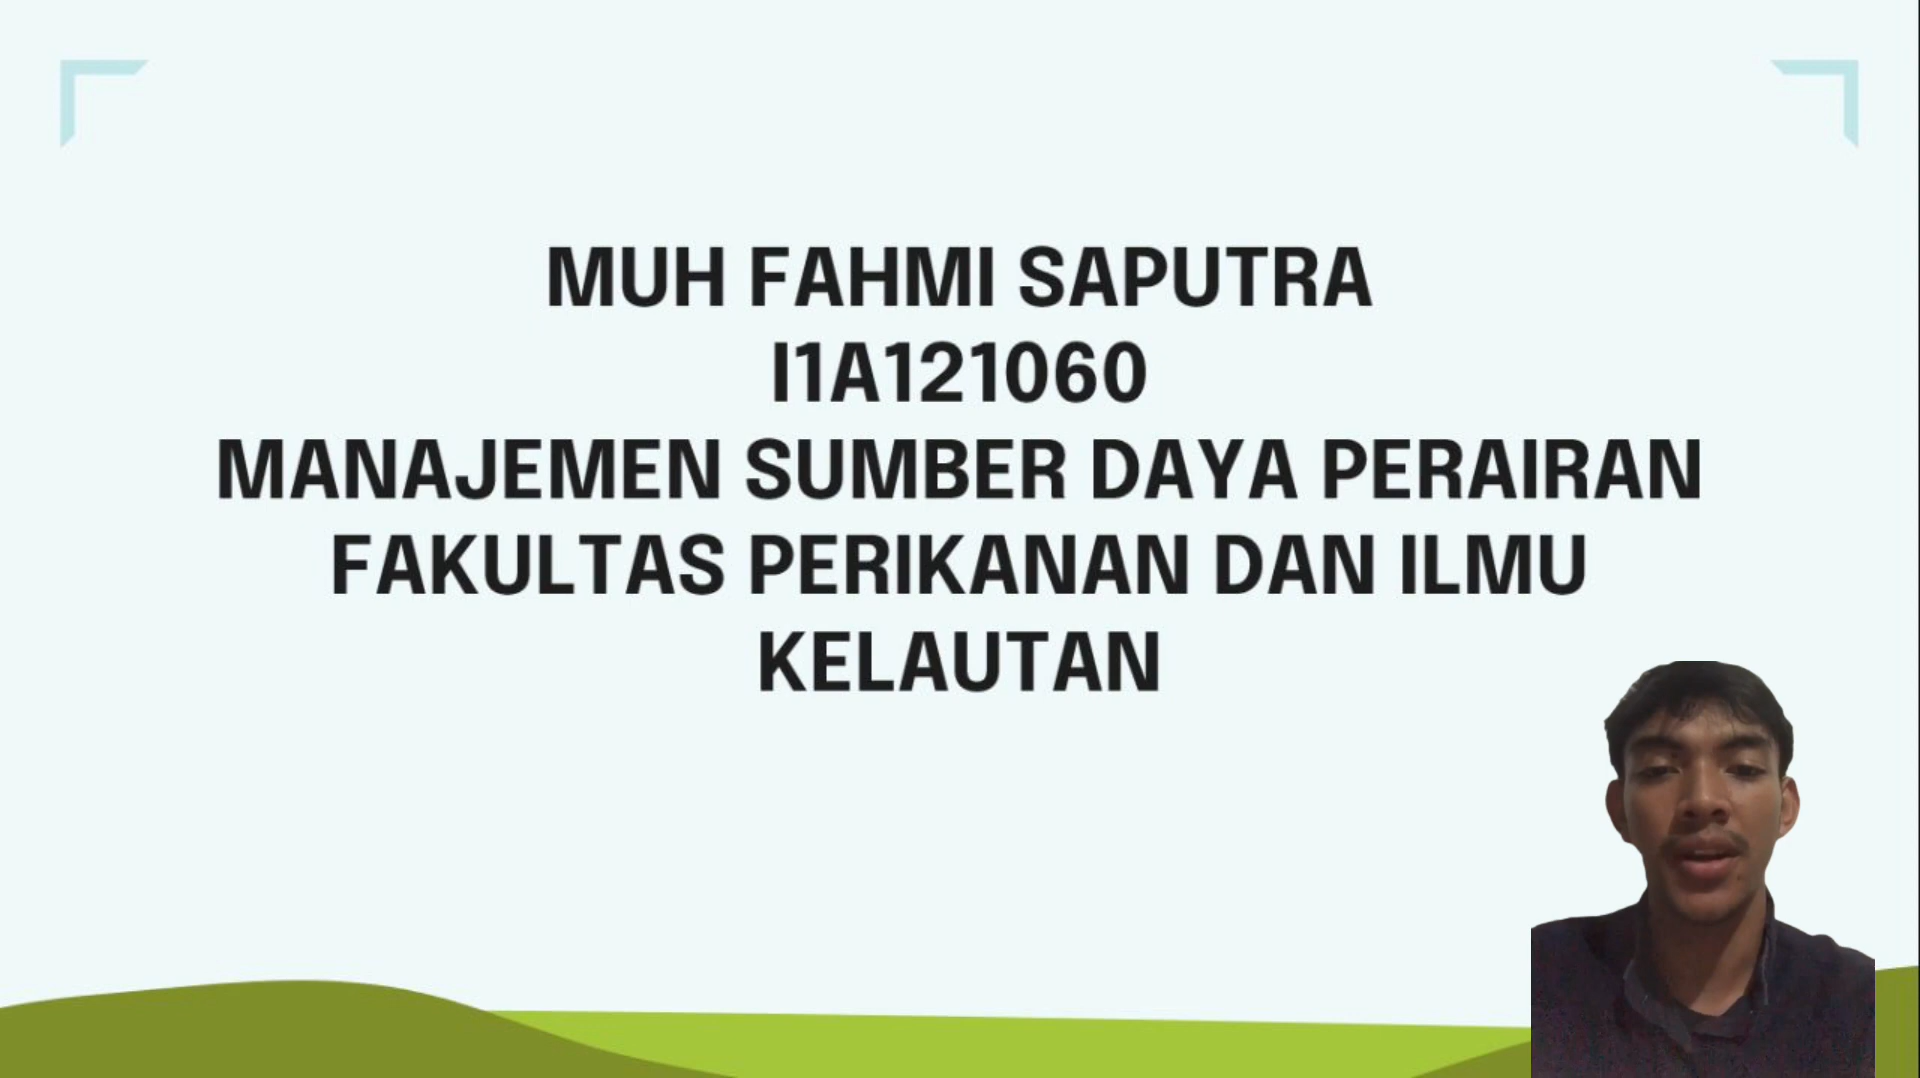 MUH FAHMI SAPUTRA
I1A121060
MANAJEMEN SUMBER DAYA PERAIRAN
FAKULTAS PERIKANAN DAN ILMU
KELAUTAN